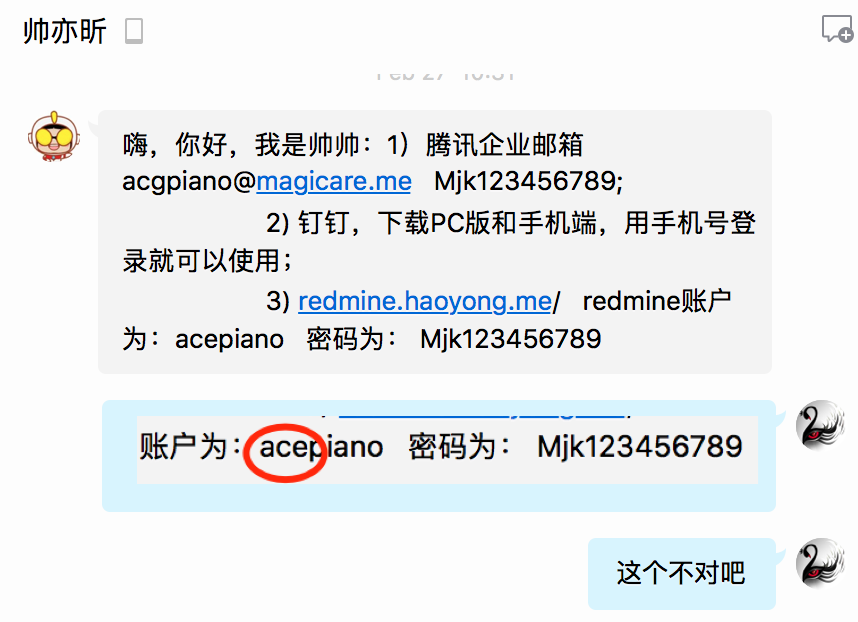 帅亦昕
Feb 27 10:31
嗨，你好，我是帅帅：1）腾讯企业邮箱
acgpiano@magicare.me Mjk123456789;
2) 钉钉，下载PC版和手机端，用手机号登
录就可以使用；
3) redmine.haoyong.me/ redmine账户
为：acepiano 密码为： Mjk123456789
账户为：acepiano 密码为： Mjk123456789
这个不对吧